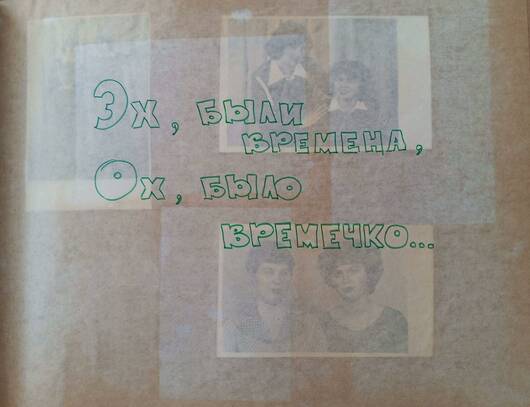 Эх, были
времена,
Ох, было
времечко...